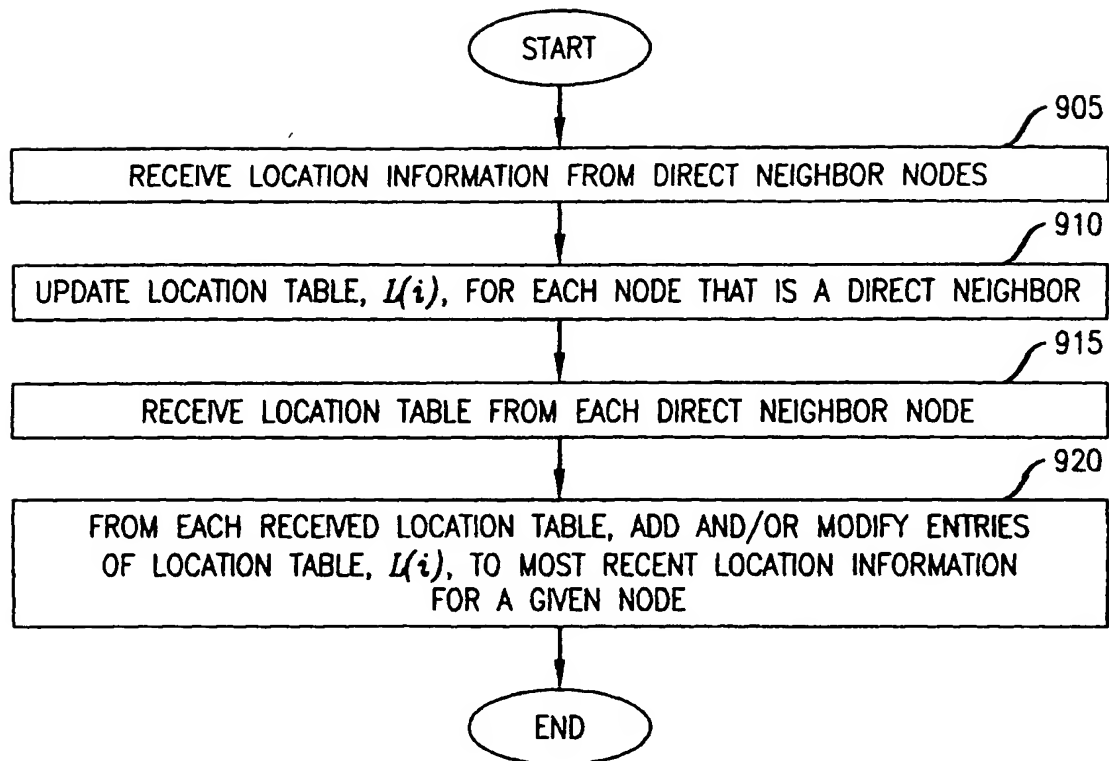 START
905
RECEIVE LOCATION INFORMATION FROM DIRECT NEIGHBOR NODES
910
UPDATE LOCATION TABLE, L(i), FOR EACH NODE THAT IS A DIRECT NEIGHBOR
915
RECEIVE LOCATION TABLE FROM EACH DIRECT NEIGHBOR NODE
920
FROM EACH RECEIVED LOCATION TABLE, ADD AND/OR MODIFY ENTRIES
OF LOCATION TABLE, L(i), TO MOST RECENT LOCATION INFORMATION
FOR A GIVEN NODE
END